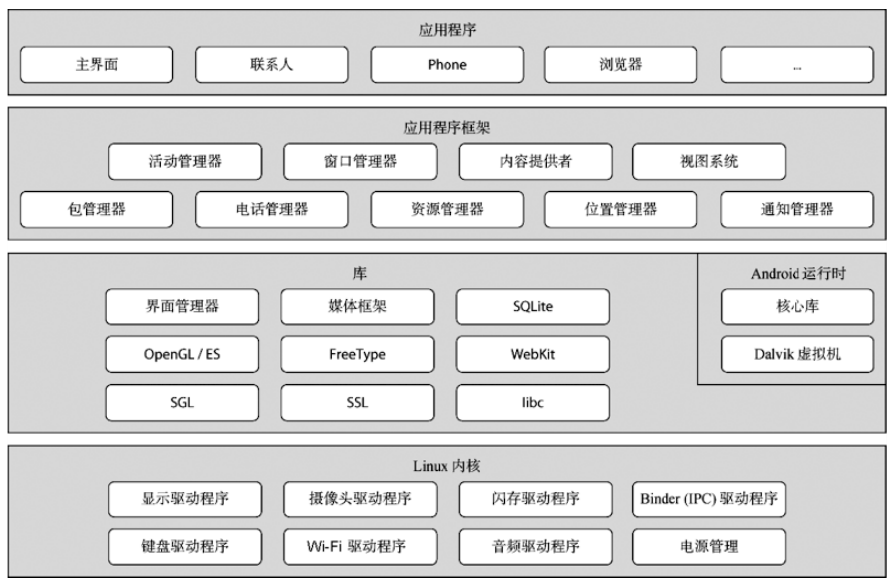 应用程序
主界面 联系人 Phone 浏览器 ...
应用程序框架
活动管理器 窗口管理器 内容提供者 视图系统
包管理器 电话管理器 资源管理器 位置管理器 通知管理器
库
界面管理器 媒体框架 SQLite
OpenGL / ES FreeType WebKit
SGL SSL libc
Android 运行时
核心库
Dalvik 虚拟机
Linux 内核
显示驱动程序 摄像头驱动程序 闪存驱动程序 Binder (IPC) 驱动程序
键盘驱动程序 Wi-Fi 驱动程序 音频驱动程序 电源管理